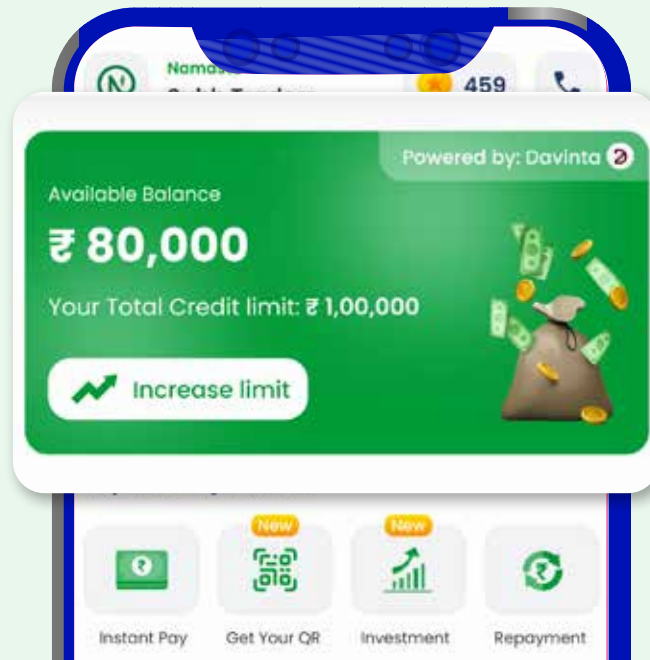 459
Powered by: Davinta
Available Balance
₹ 80,000
Your Total Credit limit: ₹ 1,00,000
Increase limit
New
New
Instant Pay
Get Your QR
Investment
Repayment